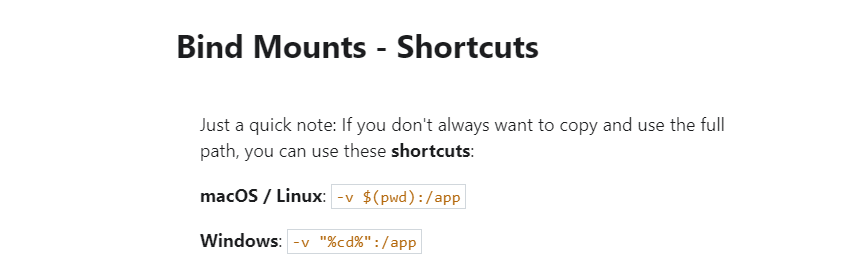 Bind Mounts - Shortcuts
Just a quick note: If you don't always want to copy and use the full
path, you can use these shortcuts:
macOS / Linux: -v $(pwd):/app
Windows: -v "%cd%":/app